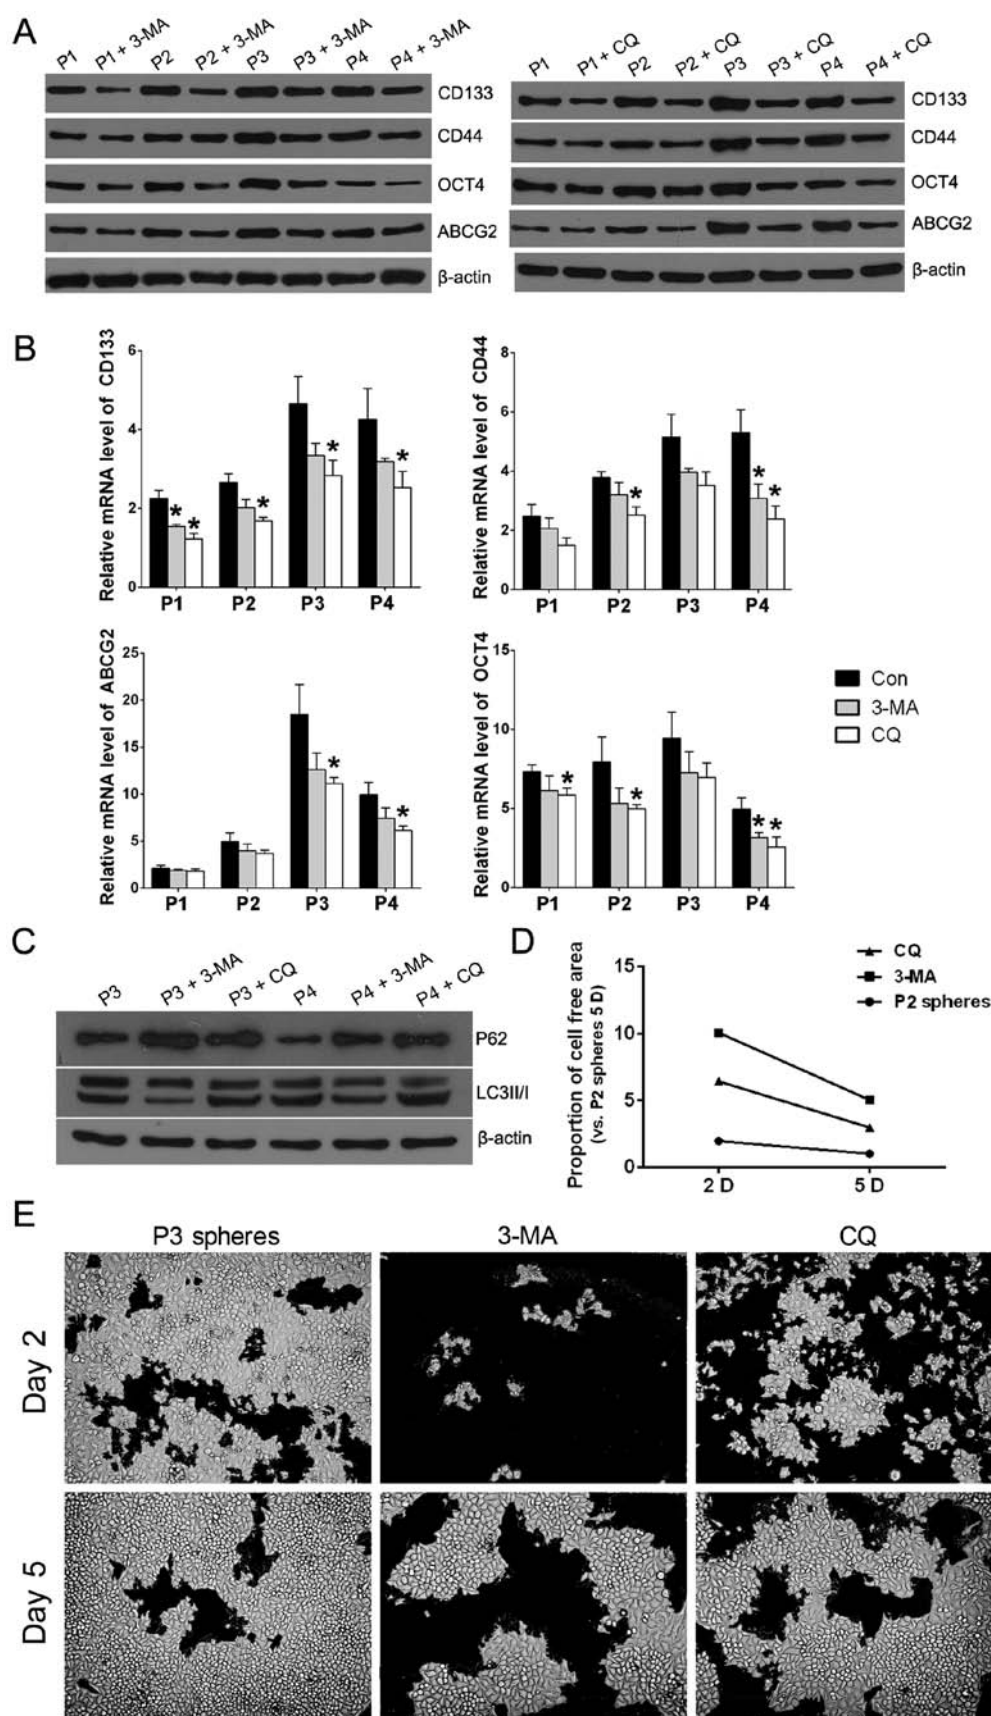 A
P1 P1 + 3-MA P2 P2 + 3-MA P3 P3 + 3-MA P4 P4 + 3-MA
CD133
CD44
OCT4
ABCG2
β-actin
P1 P1 + CQ P2 P2 + CQ P3 P3 + CQ P4 P4 + CQ
CD133
CD44
OCT4
ABCG2
β-actin
B
Relative mRNA level of CD133
6
4
2
0
P1 P2 P3 P4
* * * * *
Relative mRNA level of CD44
8
6
4
2
0
P1 P2 P3 P4
* * *
Relative mRNA level of ABCG2
25
20
15
10
5
0
P1 P2 P3 P4
* *
Relative mRNA level of OCT4
15
10
5
0
P1 P2 P3 P4
* * * *
Con
3-MA
CQ
C
P3 P3 + 3-MA P3 + CQ P4 P4 + 3-MA P4 + CQ
P62
LC3II/I
β-actin
D
Proportion of cell free area
(vs. P2 spheres 5 D)
15
10
5
0
2 D 5 D
CQ
3-MA
P2 spheres
E
P3 spheres 3-MA CQ
Day 2
Day 5